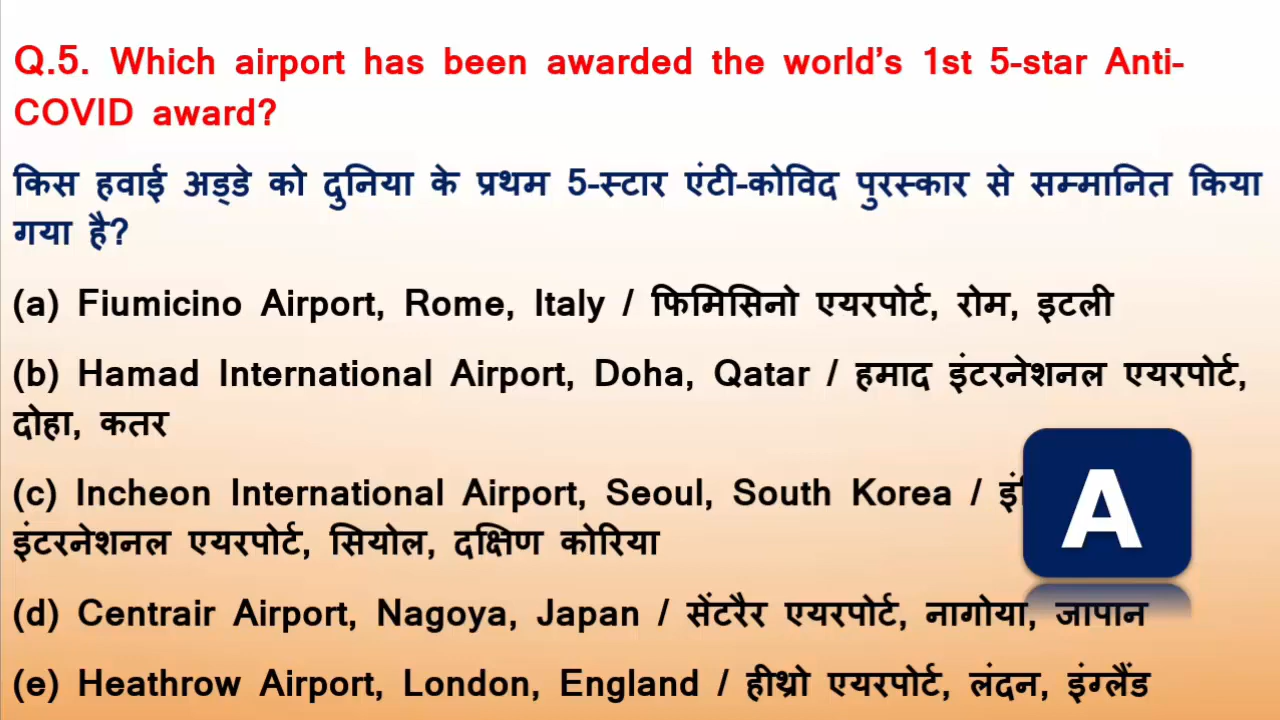 Q.5. Which airport has been awarded the world's 1st 5-star Anti-
COVID award?
किस हवाई अड्डे को दुनिया के प्रथम 5-स्टार एंटी-कोविद पुरस्कार से सम्मानित किया
गया है?
(a) Fiumicino Airport, Rome, Italy / फिमिसिनो एयरपोर्ट, रोम, इटली
(b) Hamad International Airport, Doha, Qatar / हमाद इंटरनेशनल एयरपोर्ट,
दोहा, कतर
(c) Incheon International Airport, Seoul, South Korea /
इंटरनेशनल एयरपोर्ट, सियोल, दक्षिण कोरिया
A
(d) Centrair Airport, Nagoya, Japan / सेंटरैर एयरपोर्ट, नागोया, जापान
(e) Heathrow Airport, London, England / हीथ्रो एयरपोर्ट, लंदन, इंग्लैंड